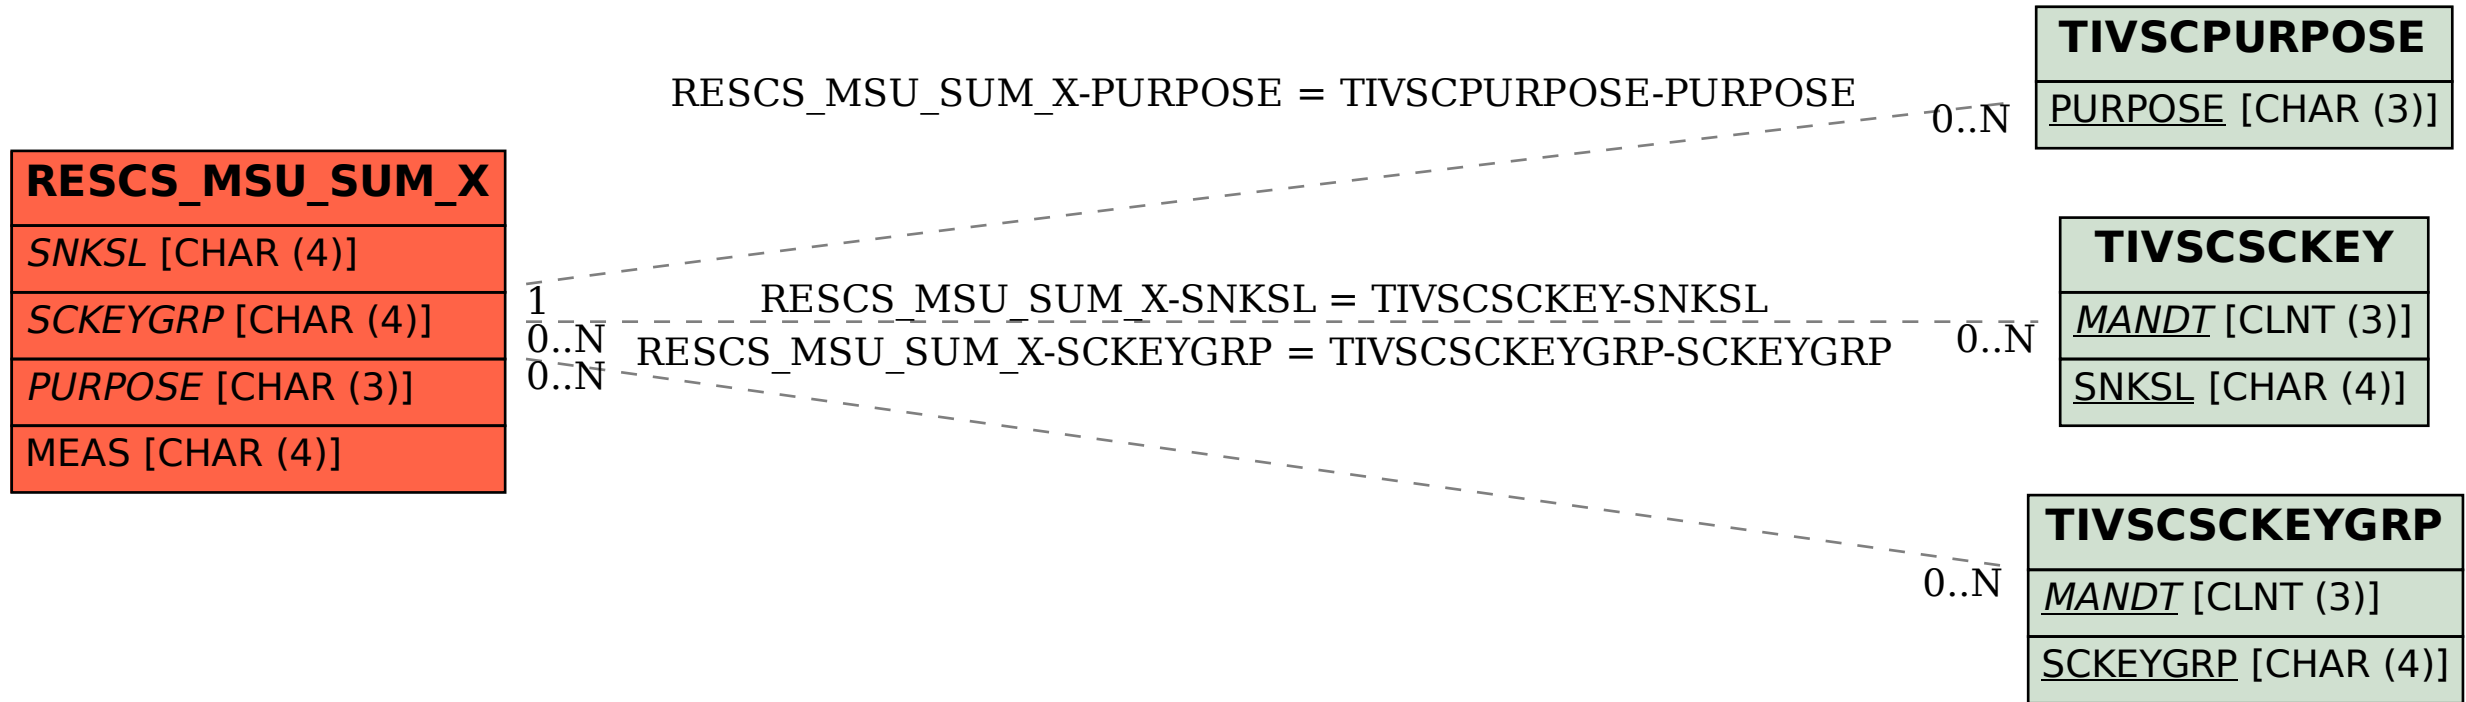 TIVSCPURPOSE
PURPOSE [CHAR (3)]
RESCS_MSU_SUM_X-PURPOSE = TIVSCPURPOSE-PURPOSE
0..N
RESCS_MSU_SUM_X
SNKSL [CHAR (4)]
SCKEYGRP [CHAR (4)]
PURPOSE [CHAR (3)]
MEAS [CHAR (4)]
1
RESCS_MSU_SUM_X-SNKSL = TIVSCSCKEY-SNKSL
0..N
0..N
RESCS_MSU_SUM_X-SCKEYGRP = TIVSCSCKEYGRP-SCKEYGRP
0..N
TIVSCSCKEY
MANDT [CLNT (3)]
SNKSL [CHAR (4)]
0..N
TIVSCSCKEYGRP
MANDT [CLNT (3)]
SCKEYGRP [CHAR (4)]